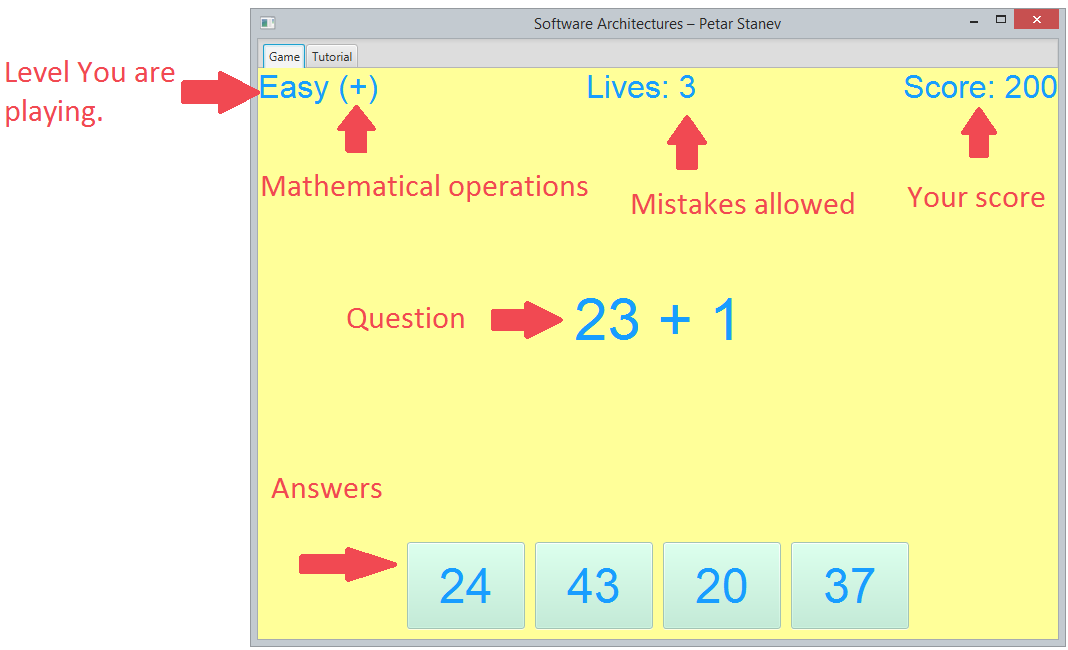 Software Architectures – Petar Stanev
Game Tutorial
Level You are
playing.
Easy (+) Lives: 3 Score: 200
Mathematical operations
Mistakes allowed
Your score
Question
23 + 1
Answers
24 43 20 37